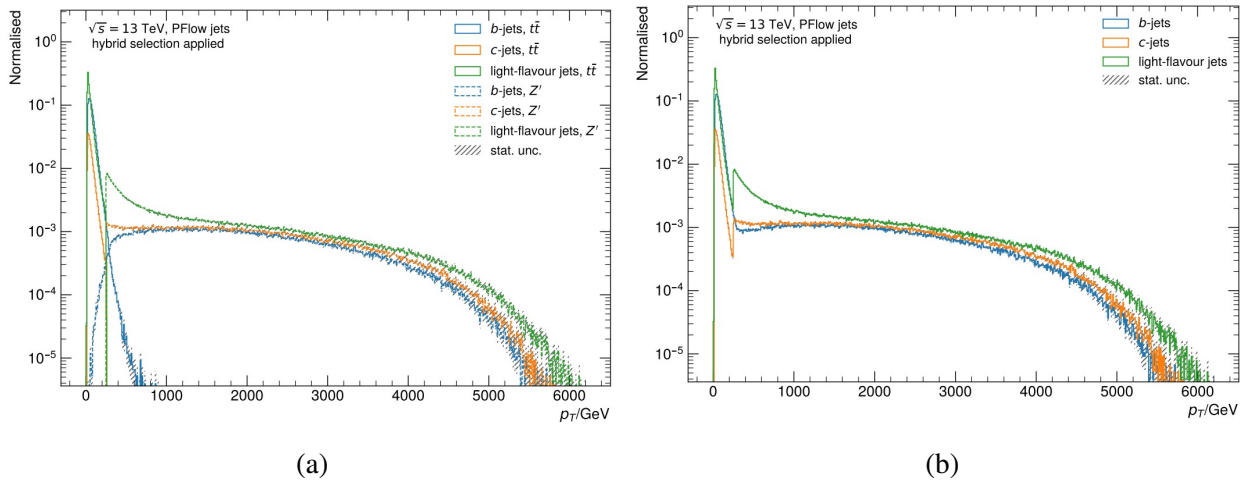 Normalised
√s = 13 TeV, PFlow jets
hybrid selection applied
b-jets, tt̄
c-jets, tt̄
light-flavour jets, tt̄
b-jets, Z′
c-jets, Z′
light-flavour jets, Z′
stat. unc.
10⁰
10⁻¹
10⁻²
10⁻³
10⁻⁴
10⁻⁵
0 1000 2000 3000 4000 5000 6000
p_T/GeV
(a)
Normalised
√s = 13 TeV, PFlow jets
hybrid selection applied
b-jets
c-jets
light-flavour jets
stat. unc.
10⁰
10⁻¹
10⁻²
10⁻³
10⁻⁴
10⁻⁵
0 1000 2000 3000 4000 5000 6000
p_T/GeV
(b)